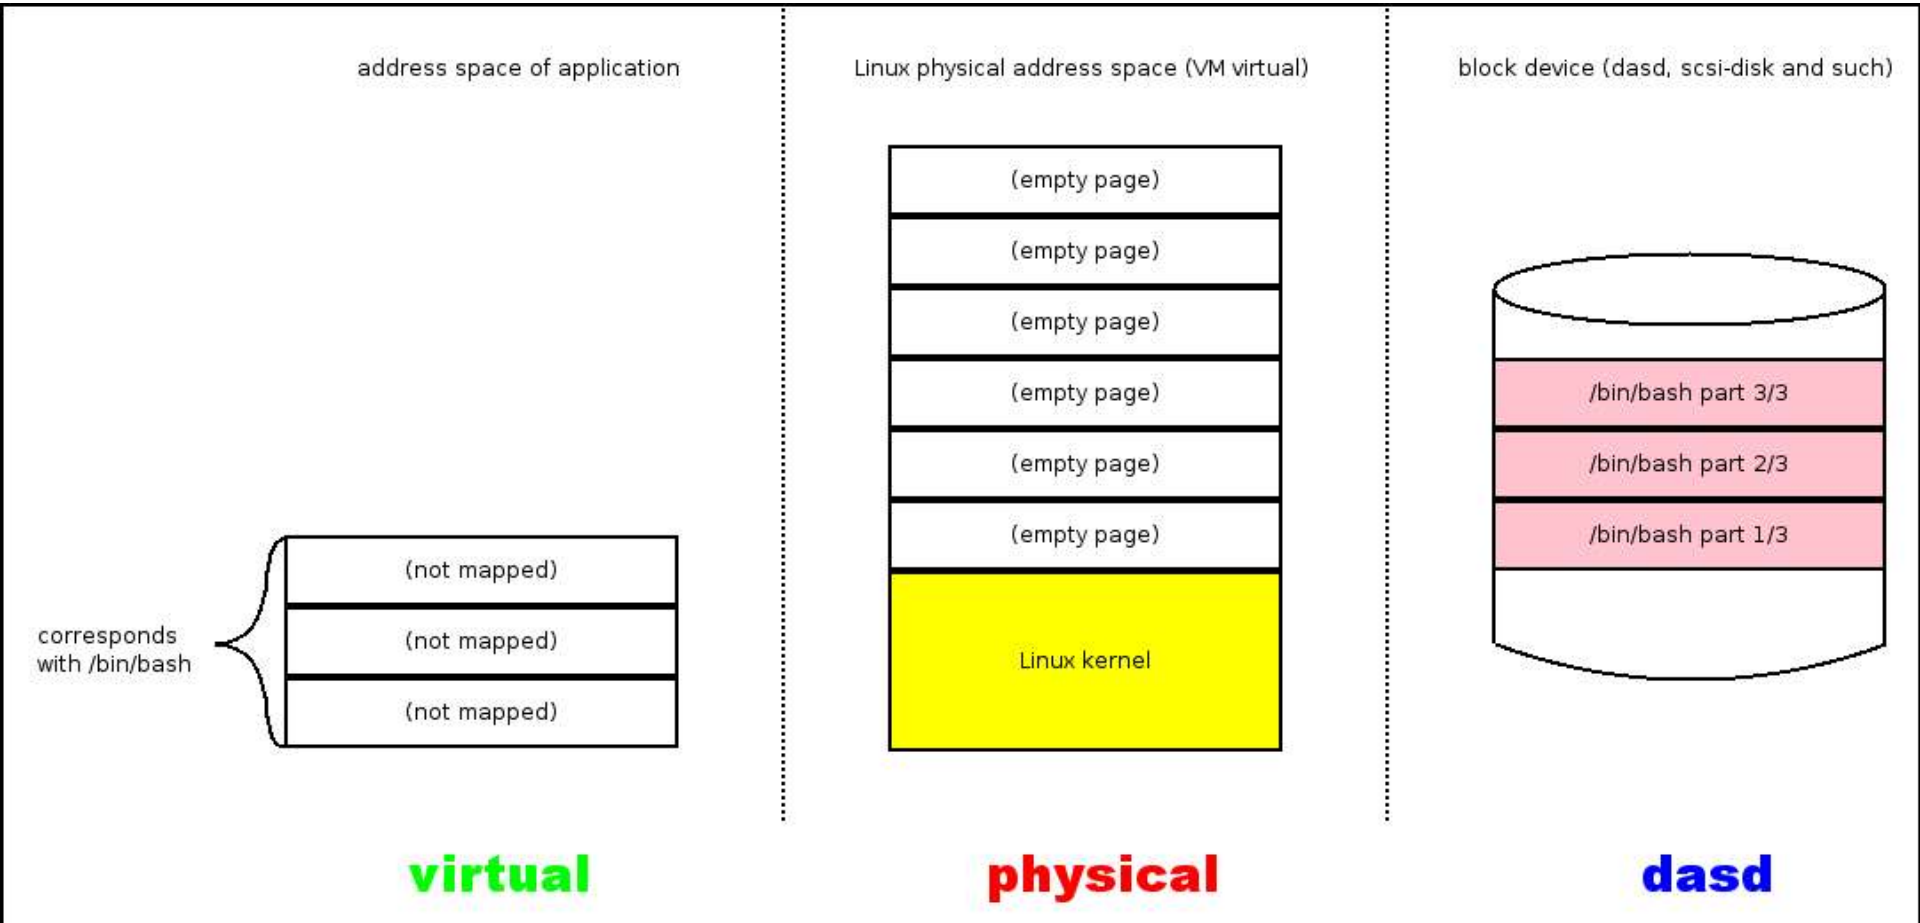 address space of application
Linux physical address space (VM virtual)
block device (dasd, scsi-disk and such)
(not mapped)
(not mapped)
(not mapped)
corresponds
with /bin/bash
(empty page)
(empty page)
(empty page)
(empty page)
(empty page)
(empty page)
Linux kernel
/bin/bash part 3/3
/bin/bash part 2/3
/bin/bash part 1/3
virtual
physical
dasd